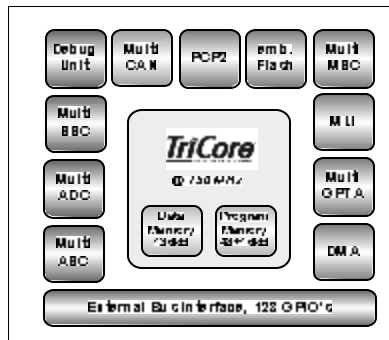 Debug
Unit
Multi
CAN
PCP2
emb.
Flash
Multi
MSC
Multi
SSC
MLI
TriCore
Multi
ADC
Multi
GPTA
Data
Memory
Program
Memory
Multi
ASC
DMA
External Bus Interface, 123 GPIO's